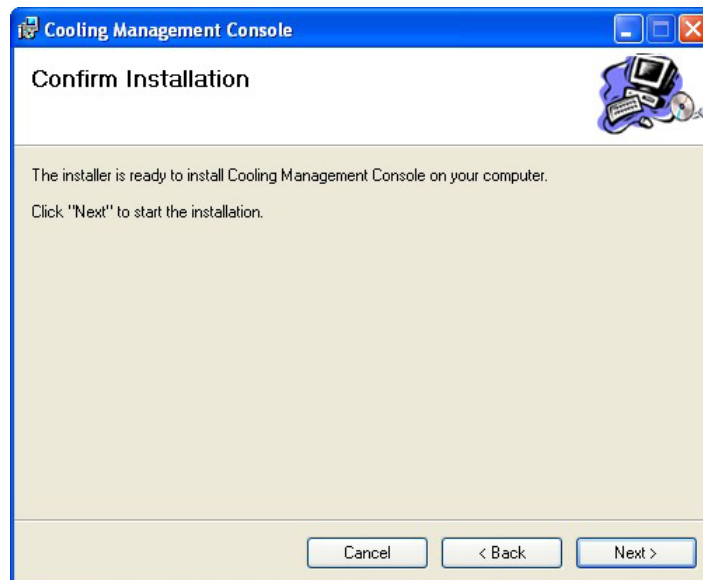 Cooling Management Console
Confirm Installation
The installer is ready to install Cooling Management Console on your computer.
Click "Next" to start the installation.
Cancel
< Back
Next >